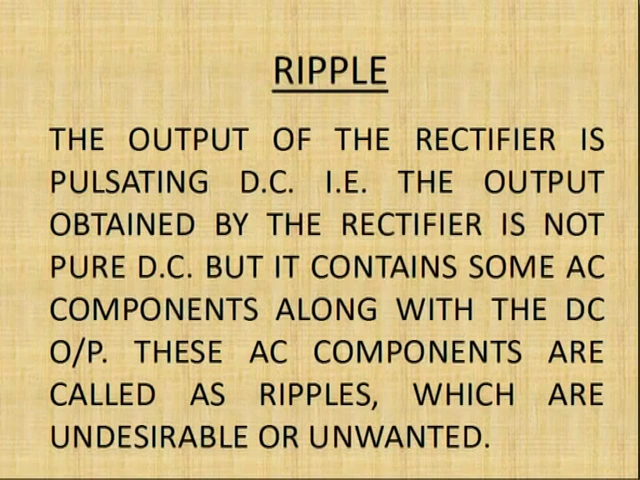 RIPPLE
THE OUTPUT OF THE RECTIFIER IS
PULSATING D.C. I.E. THE OUTPUT
OBTAINED BY THE RECTIFIER IS NOT
PURE D.C. BUT IT CONTAINS SOME AC
COMPONENTS ALONG WITH THE DC
O/P. THESE AC COMPONENTS ARE
CALLED AS RIPPLES, WHICH ARE
UNDESIRABLE OR UNWANTED.